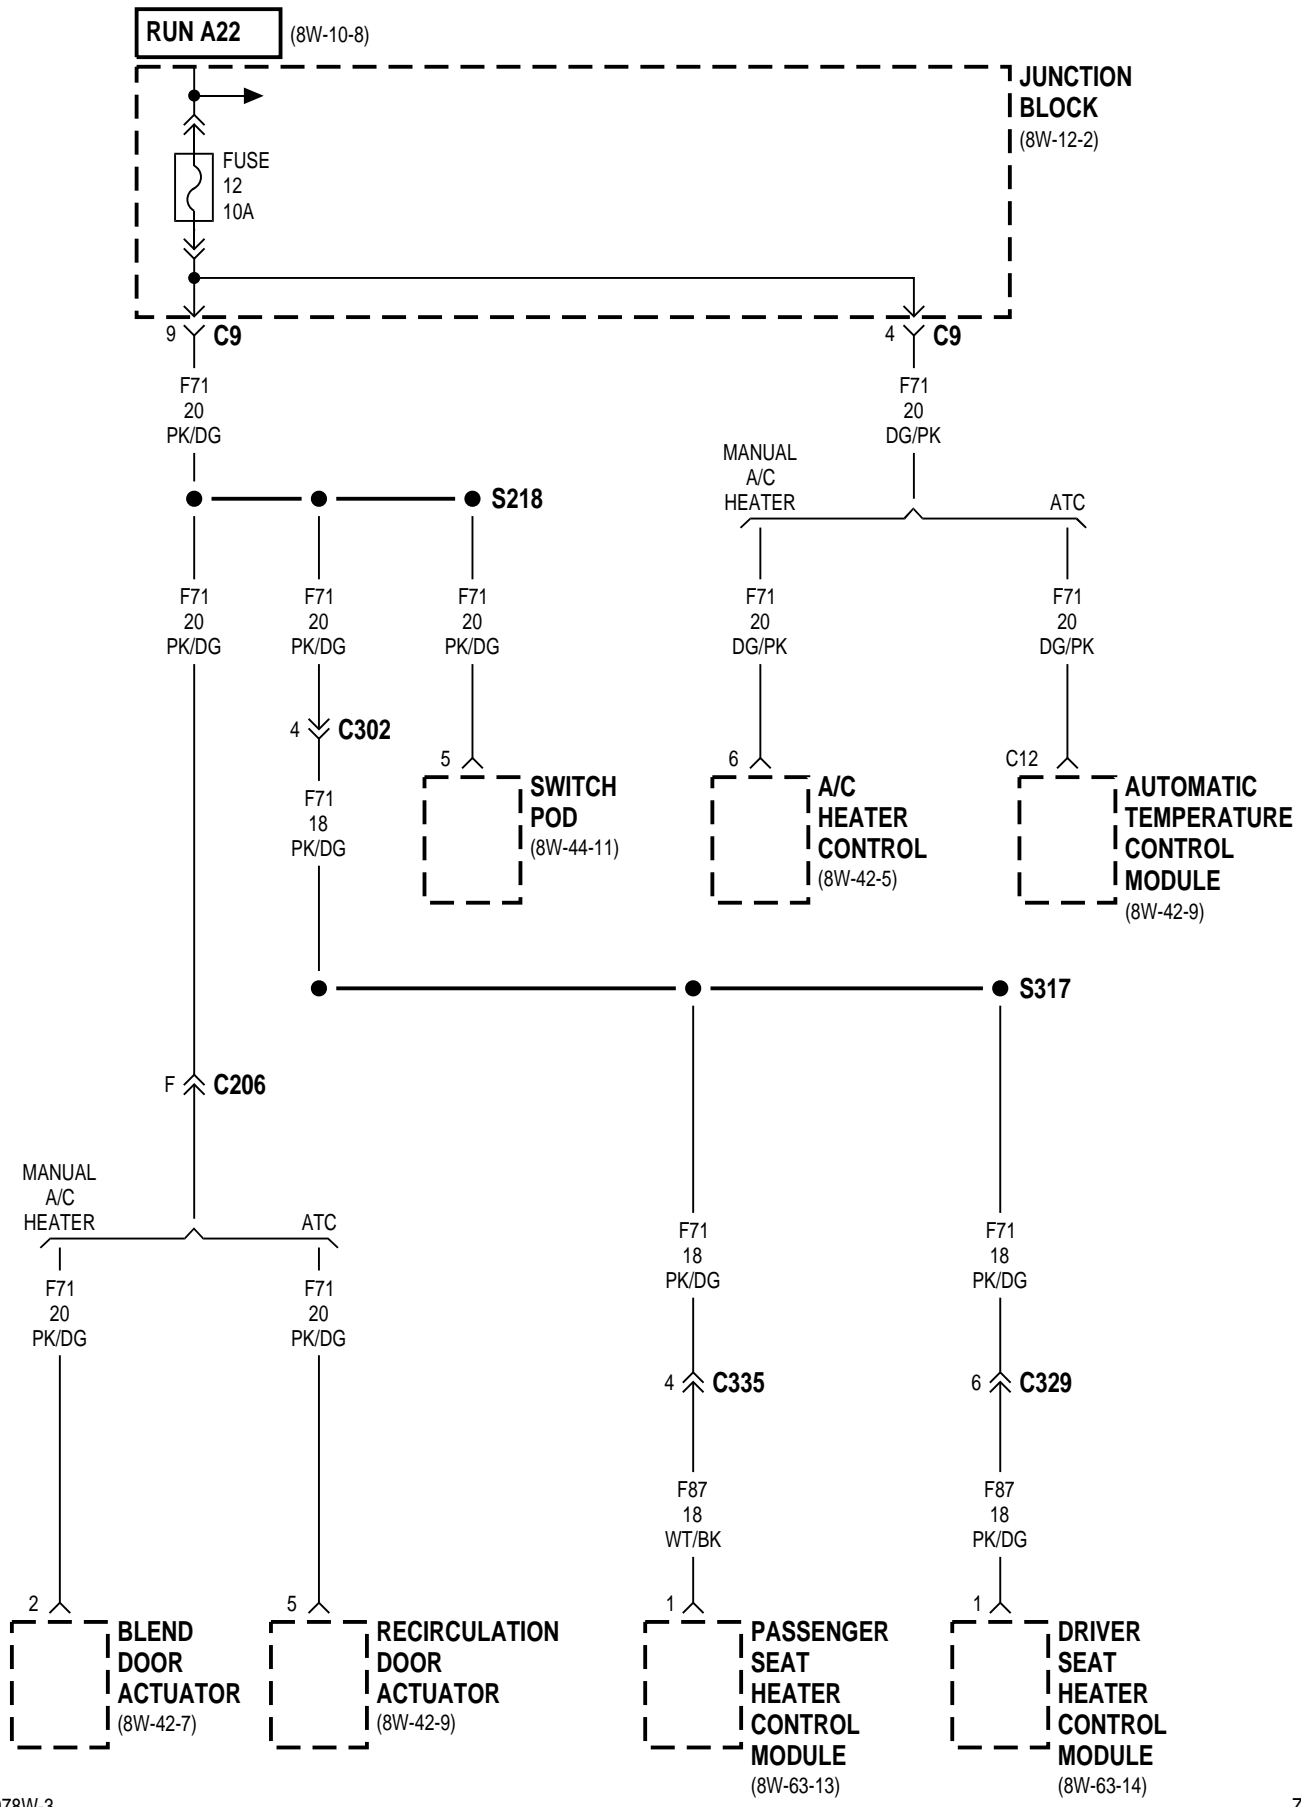 RUN A22 (8W-10-8)
JUNCTION
BLOCK
(8W-12-2)
FUSE
12
10A
9 C9
4 C9
F71
20
PK/DG
F71
20
DG/PK
MANUAL
A/C
HEATER
ATC
S218
F71
20
PK/DG
F71
20
PK/DG
F71
20
PK/DG
F71
20
DG/PK
F71
20
DG/PK
4 C302
5
SWITCH
POD
(8W-44-11)
6
A/C
HEATER
CONTROL
(8W-42-5)
C12
AUTOMATIC
TEMPERATURE
CONTROL
MODULE
(8W-42-9)
F71
18
PK/DG
S317
F C206
MANUAL
A/C
HEATER
ATC
F71
20
PK/DG
F71
20
PK/DG
F71
18
PK/DG
F71
18
PK/DG
4 C335
6 C329
F87
18
WT/BK
F87
18
PK/DG
2
BLEND
DOOR
ACTUATOR
(8W-42-7)
5
RECIRCULATION
DOOR
ACTUATOR
(8W-42-9)
1
PASSENGER
SEAT
HEATER
CONTROL
MODULE
(8W-63-13)
1
DRIVER
SEAT
HEATER
CONTROL
MODULE
(8W-63-14)